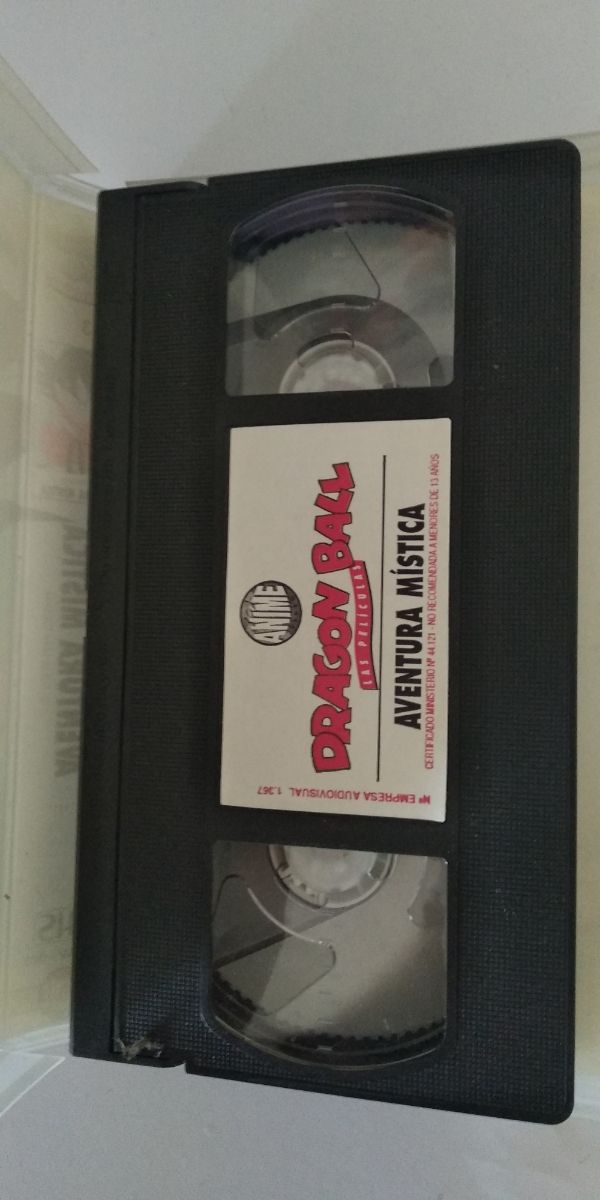 ANIME
DRAGON BALL
LAS PELÍCULAS
AVENTURA MÍSTICA
CERTIFICADO MINISTERIO Nº 44.121 - NO RECOMENDADA A MENORES DE 13 AÑOS
Nº EMPRESA AUDIOVISUAL 1.367